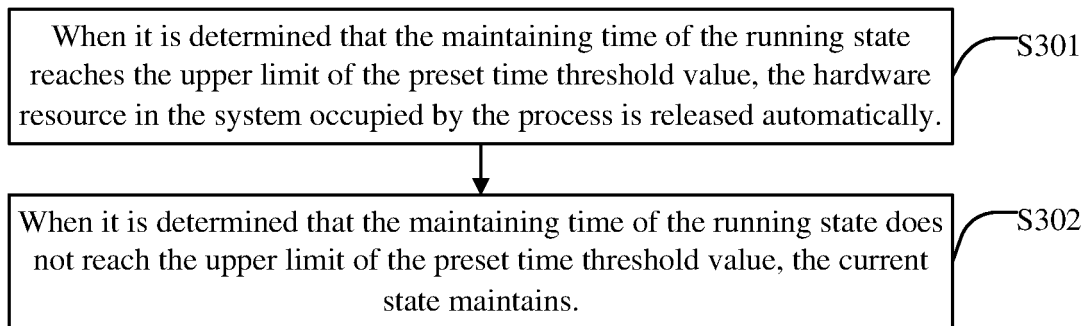 When it is determined that the maintaining time of the running state
reaches the upper limit of the preset time threshold value, the hardware
resource in the system occupied by the process is released automatically.
S301
When it is determined that the maintaining time of the running state does
not reach the upper limit of the preset time threshold value, the current
state maintains.
S302